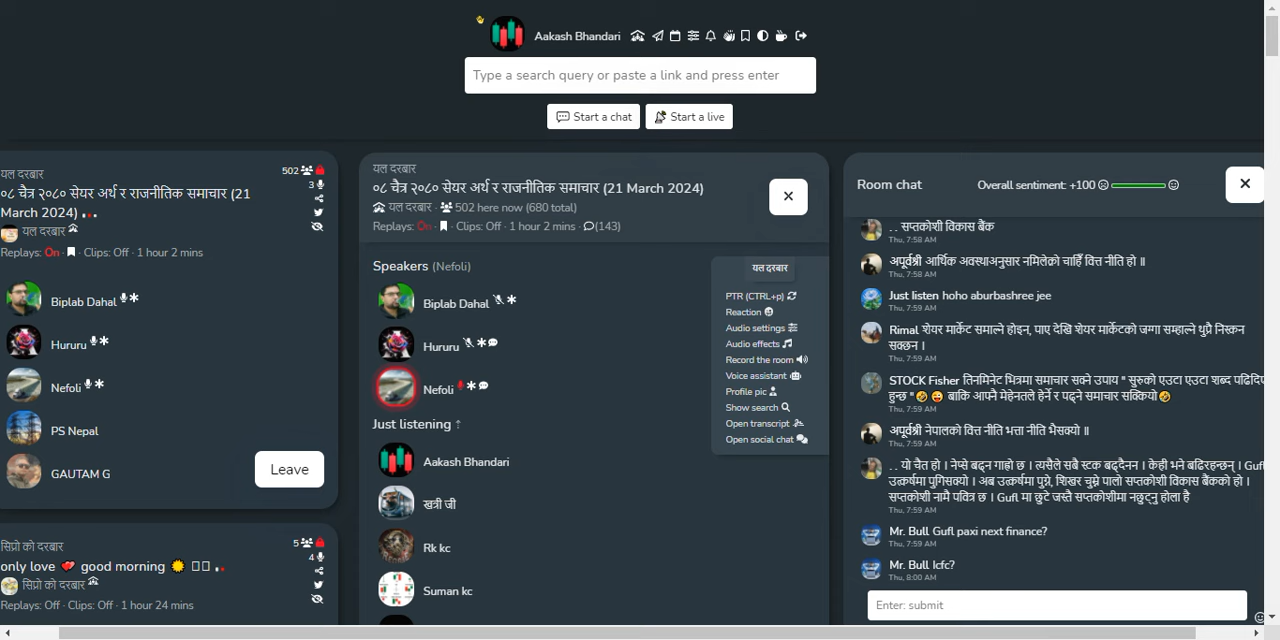 Aakash Bhandari
Type a search query or paste a link and press enter
Start a chat
Start a live
यल दरबार
०८ चैत्र २०८० सेयर अर्थ र राजनीतिक समाचार (21
March 2024)
502
3
यल दरबार
Replays: On · Clips: Off · 1 hour 2 mins
Biplab Dahal
Hururu
Nefoli
PS Nepal
GAUTAM G
Leave
सिप्रो को दरबार
only love ❤️ good morning
5
4
सिप्रो को दरबार
Replays: Off · Clips: Off · 1 hour 24 mins
यल दरबार
०८ चैत्र २०८० सेयर अर्थ र राजनीतिक समाचार (21 March 2024)
यल दरबार · 502 here now (680 total)
Replays: On · Clips: Off · 1 hour 2 mins · (143)
Speakers (Nefoli)
Biplab Dahal
Hururu
Nefoli
Just listening ↑
Aakash Bhandari
खत्री जी
Rk kc
Suman kc
यल दरबार
PTR (CTRL+p)
Reaction
Audio settings
Audio effects
Record the room
Voice assistant
Profile pic
Show search
Open transcript
Open social chat
Room chat
Overall sentiment: +100
. . सप्तकोशी विकास बैंक
Thu, 7:58 AM
अपूर्वश्री आर्थिक अवस्थाअनुसार नमिलेको चाहिँ वित्त नीति हो ॥
Thu, 7:58 AM
Just listen hoho aburbashree jee
Thu, 7:59 AM
Rimal शेयर मार्केट समाल्ने होइन, पाए देखि शेयर मार्केटको जग्गा सम्हाल्ने थुप्रै निस्कन
सक्छन ।
Thu, 7:59 AM
STOCK Fisher तिनमिनेट भित्रमा समाचार सक्ने उपाय " सुरुको एउटा एउटा शब्द पढिदिए
हुन्छ "🤣😜 बाकि आफ्नै मेहेनतले हेर्ने र पढ्ने समाचार सक्कियो🤣
Thu, 7:59 AM
अपूर्वश्री नेपालको वित्त नीति भत्ता नीति भैसक्यो ॥
Thu, 7:59 AM
. . यो चैत हो । नेप्से बढ्न गाह्रो छ । त्यसैले सबै स्टक बढ्दैनन । केही भने बढिरहन्छन् । Gufl
उत्कर्षमा पुगिसक्यो । अब उत्कर्षमा पुग्ने, शिखर चुम्ने पालो सप्तकोशी विकास बैंकको हो ।
सप्तकोशी नामै पवित्र छ । Gufl मा छुटे जस्तै सप्तकोशीमा नछुट्नु होला है
Thu, 7:59 AM
Mr. Bull Gufl paxi next finance?
Thu, 7:59 AM
Mr. Bull Icfc?
Thu, 8:00 AM
Enter: submit